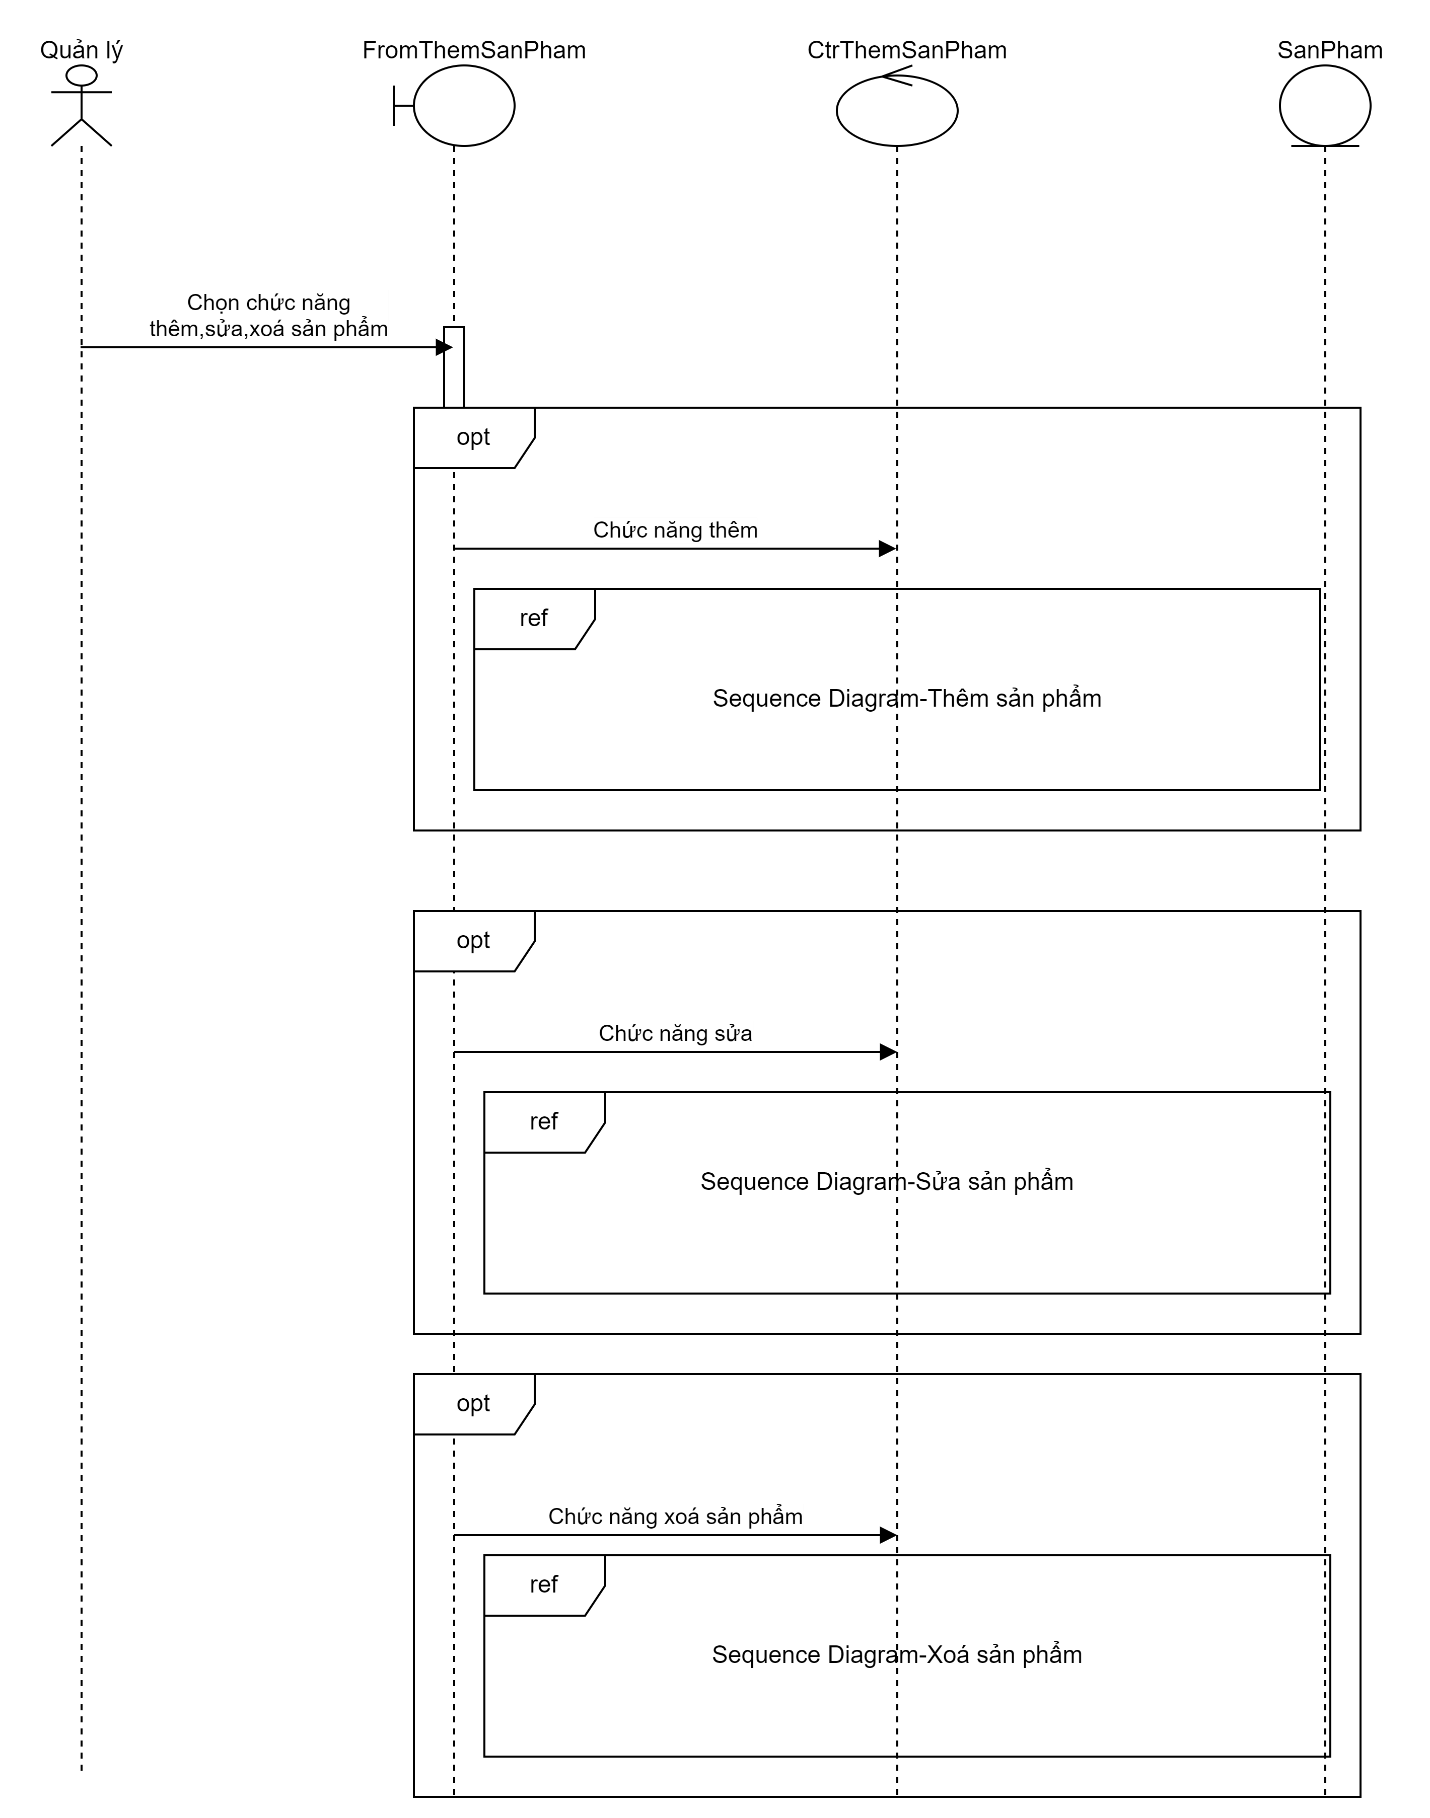 Quản lý
FromThemSanPham
CtrThemSanPham
SanPham
Chọn chức năng
thêm,sửa,xoá sản phẩm
opt
Chức năng thêm
ref
Sequence Diagram-Thêm sản phẩm
opt
Chức năng sửa
ref
Sequence Diagram-Sửa sản phẩm
opt
Chức năng xoá sản phẩm
ref
Sequence Diagram-Xoá sản phẩm